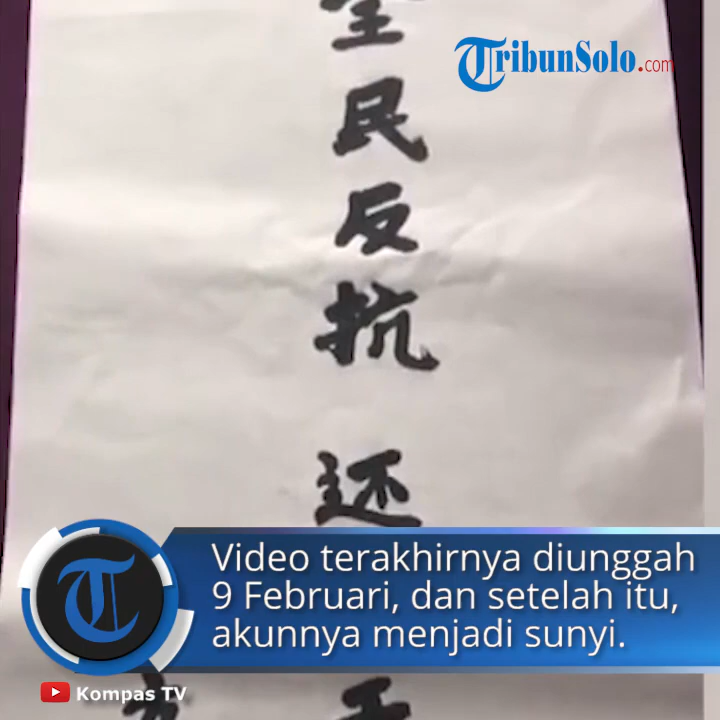 TribunSolo.com
全民反抗 还
Video terakhirnya diunggah
9 Februari, dan setelah itu,
akunnya menjadi sunyi.
Kompas TV